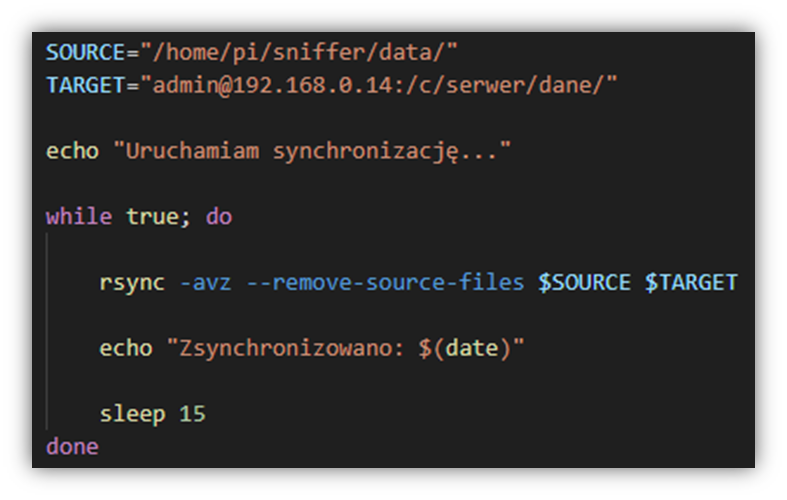 SOURCE="/home/pi/sniffer/data/"
TARGET="admin@192.168.0.14:/c/serwer/dane/"
echo "Uruchamiam synchronizację..."
while true; do
rsync -avz --remove-source-files $SOURCE $TARGET
echo "Zsynchronizowano: $(date)"
sleep 15
done